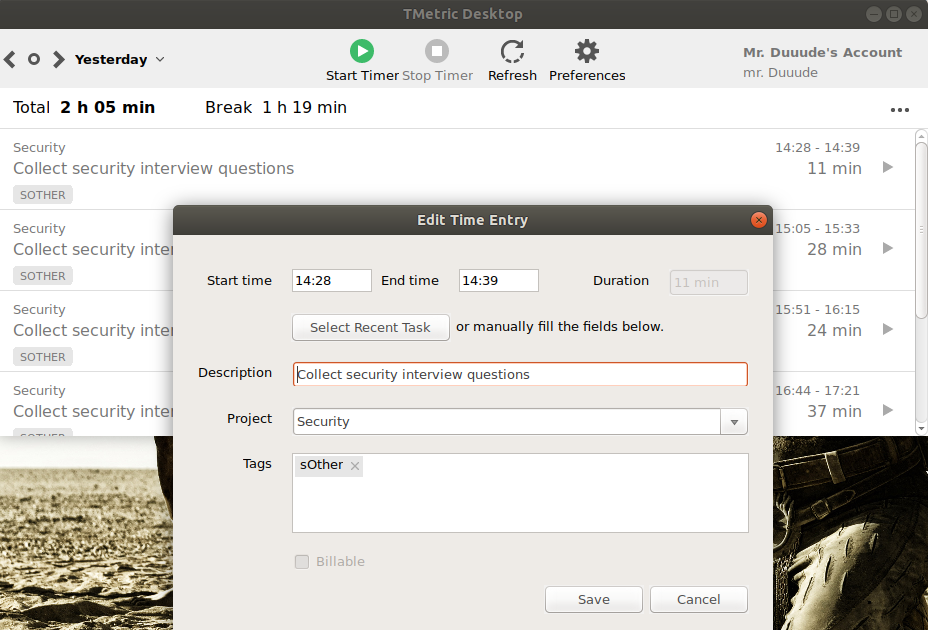 TMetric Desktop
Yesterday
Start Timer Stop Timer Refresh Preferences
Mr. Duuude's Account
mr. Duuude
Total 2 h 05 min Break 1 h 19 min
Security 14:28 - 14:39
Collect security interview questions 11 min
SOTHER
Security 15:05 - 15:33
Collect security 28 min
SOTHER
Security 15:51 - 16:15
Collect security 24 min
SOTHER
Security 16:44 - 17:21
Collect security 37 min
SOTHER
Edit Time Entry
Start time 14:28 End time 14:39 Duration 11 min
Select Recent Task or manually fill the fields below.
Description Collect security interview questions
Project Security
Tags sOther
Billable
Save Cancel